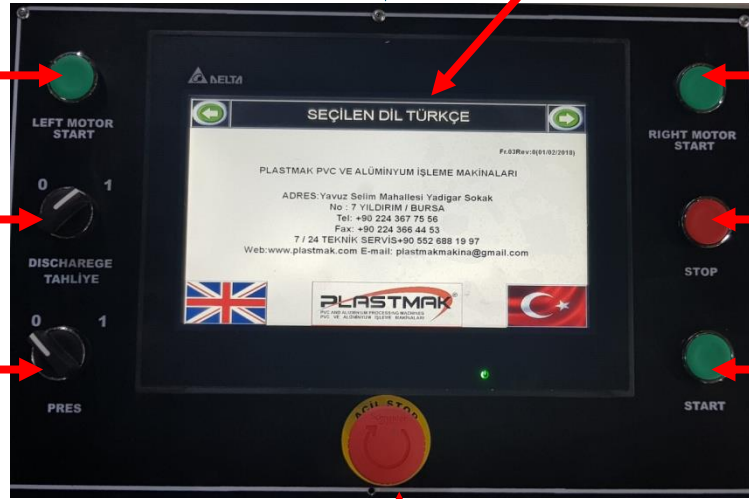 DELTA
SEÇİLEN DİL TÜRKÇE
Fr.03Rev:0(01/02/2018)
PLASTMAK PVC VE ALÜMİNYUM İŞLEME MAKİNALARI
ADRES:Yavuz Selim Mahallesi Yadigar Sokak
No : 7 YILDIRIM / BURSA
Tel: +90 224 367 75 56
Fax: +90 224 366 44 53
7 / 24 TEKNİK SERVİS+90 552 688 19 97
Web:www.plastmak.com E-mail: plastmakmakina@gmail.com
PLASTMAK
PVC AND ALUMINIUM PROCESSING MACHINES
PVC VE ALÜMİNYUM İŞLEME MAKİNALARI
LEFT MOTOR
START
0 1
DISCHAREGE
TAHLİYE
0 1
PRES
RIGHT MOTOR
START
STOP
START
ACİL STOP